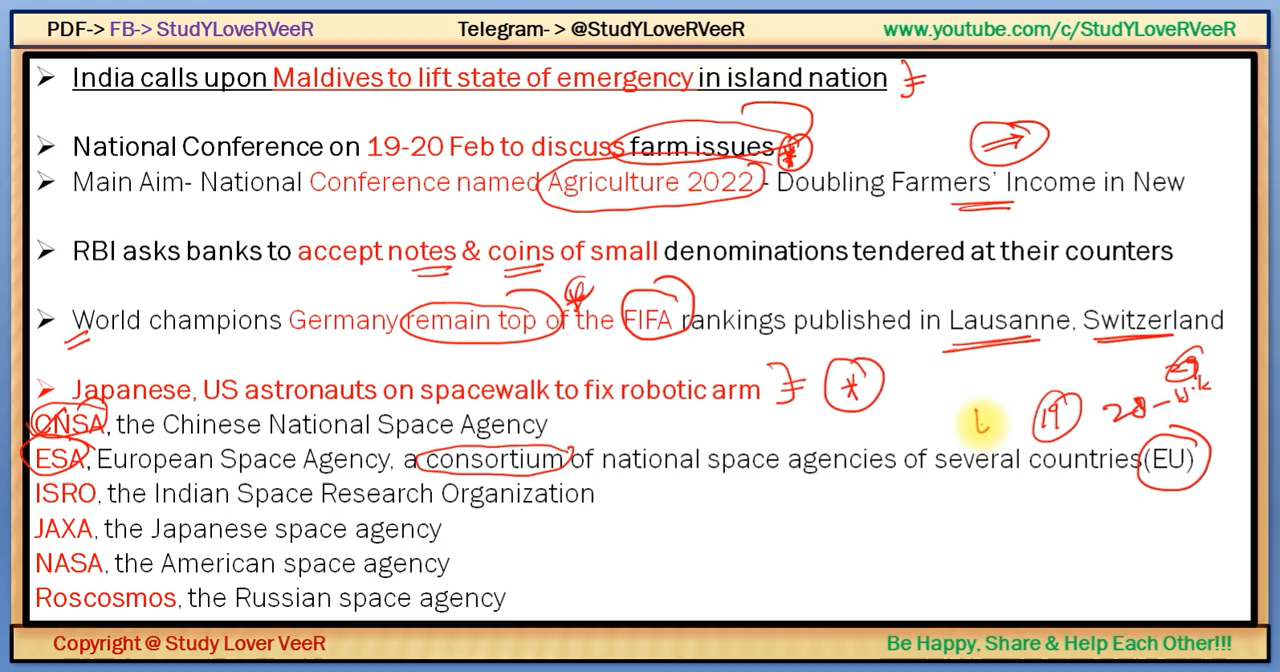 PDF-> FB-> StudYLoveRVeeR Telegram- > @StudYLoveRVeeR www.youtube.com/c/StudYLoverVeeR
➤ India calls upon Maldives to lift state of emergency in island nation
➤ National Conference on 19-20 Feb to discuss farm issues
➤ Main Aim- National Conference named Agriculture 2022 - Doubling Farmers' Income in New
➤ RBI asks banks to accept notes & coins of small denominations tendered at their counters
➤ World champions Germany remain top of the FIFA rankings published in Lausanne, Switzerland
➤ Japanese, US astronauts on spacewalk to fix robotic arm
CNSA, the Chinese National Space Agency
19 28-
ESA, European Space Agency, a consortium of national space agencies of several countries(EU)
ISRO, the Indian Space Research Organization
JAXA, the Japanese space agency
NASA, the American space agency
Roscosmos, the Russian space agency
Copyright @ Study Lover VeeR Be Happy, Share & Help Each Other!!!